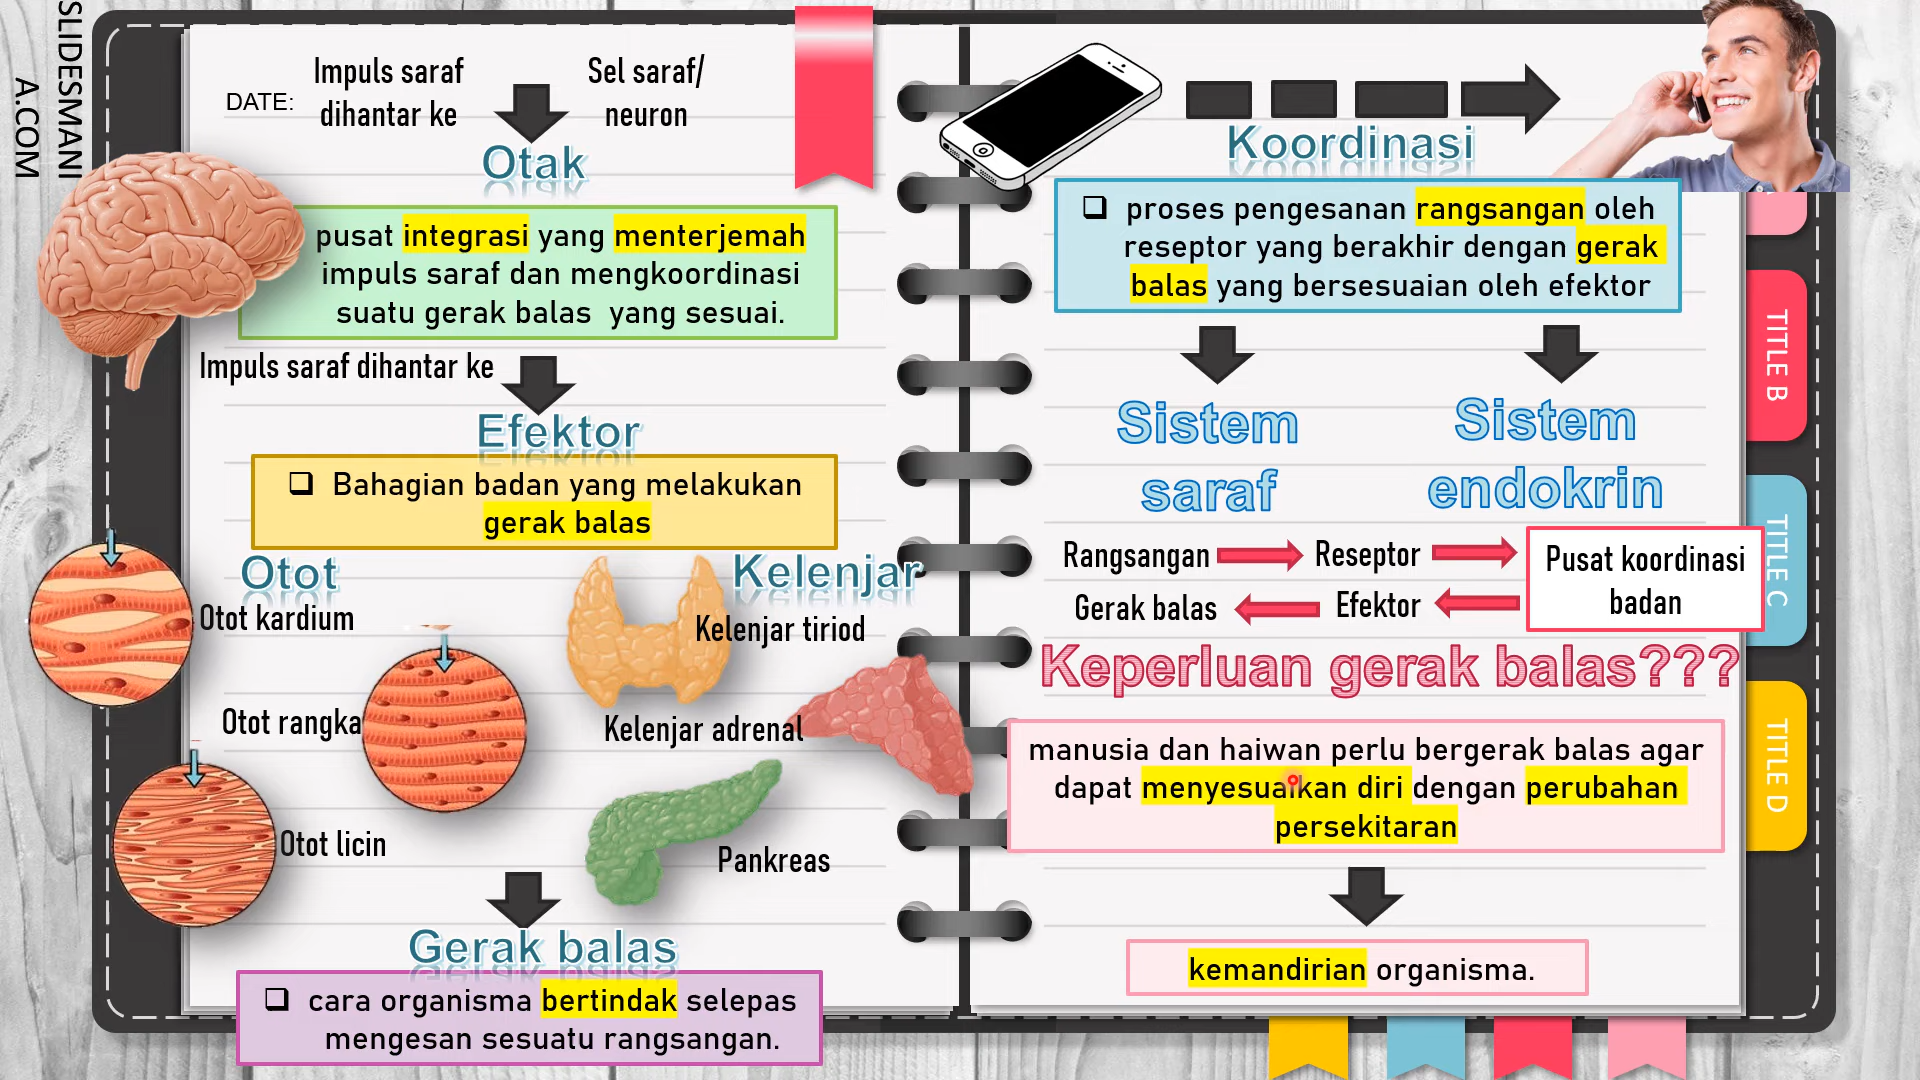 SLIDESMANI
A.COM
DATE:
Impuls saraf
dihantar ke
Sel saraf/
neuron
Otak
pusat integrasi yang menterjemah
impuls saraf dan mengkoordinasi
suatu gerak balas yang sesuai.
Impuls saraf dihantar ke
Efektor
❑ Bahagian badan yang melakukan
gerak balas
Otot
Otot kardium
Otot rangka
Otot licin
Kelenjar
Kelenjar tiriod
Kelenjar adrenal
Pankreas
Gerak balas
❑ cara organisma bertindak selepas
mengesan sesuatu rangsangan.
Koordinasi
❑ proses pengesanan rangsangan oleh
reseptor yang berakhir dengan gerak
balas yang bersesuaian oleh efektor
Sistem
saraf
Sistem
endokrin
Rangsangan
Reseptor
Pusat koordinasi
badan
Efektor
Gerak balas
Keperluan gerak balas???
manusia dan haiwan perlu bergerak balas agar
dapat menyesuaikan diri dengan perubahan
persekitaran
kemandirian organisma.
TITLE B
TITLE C
TITLE D